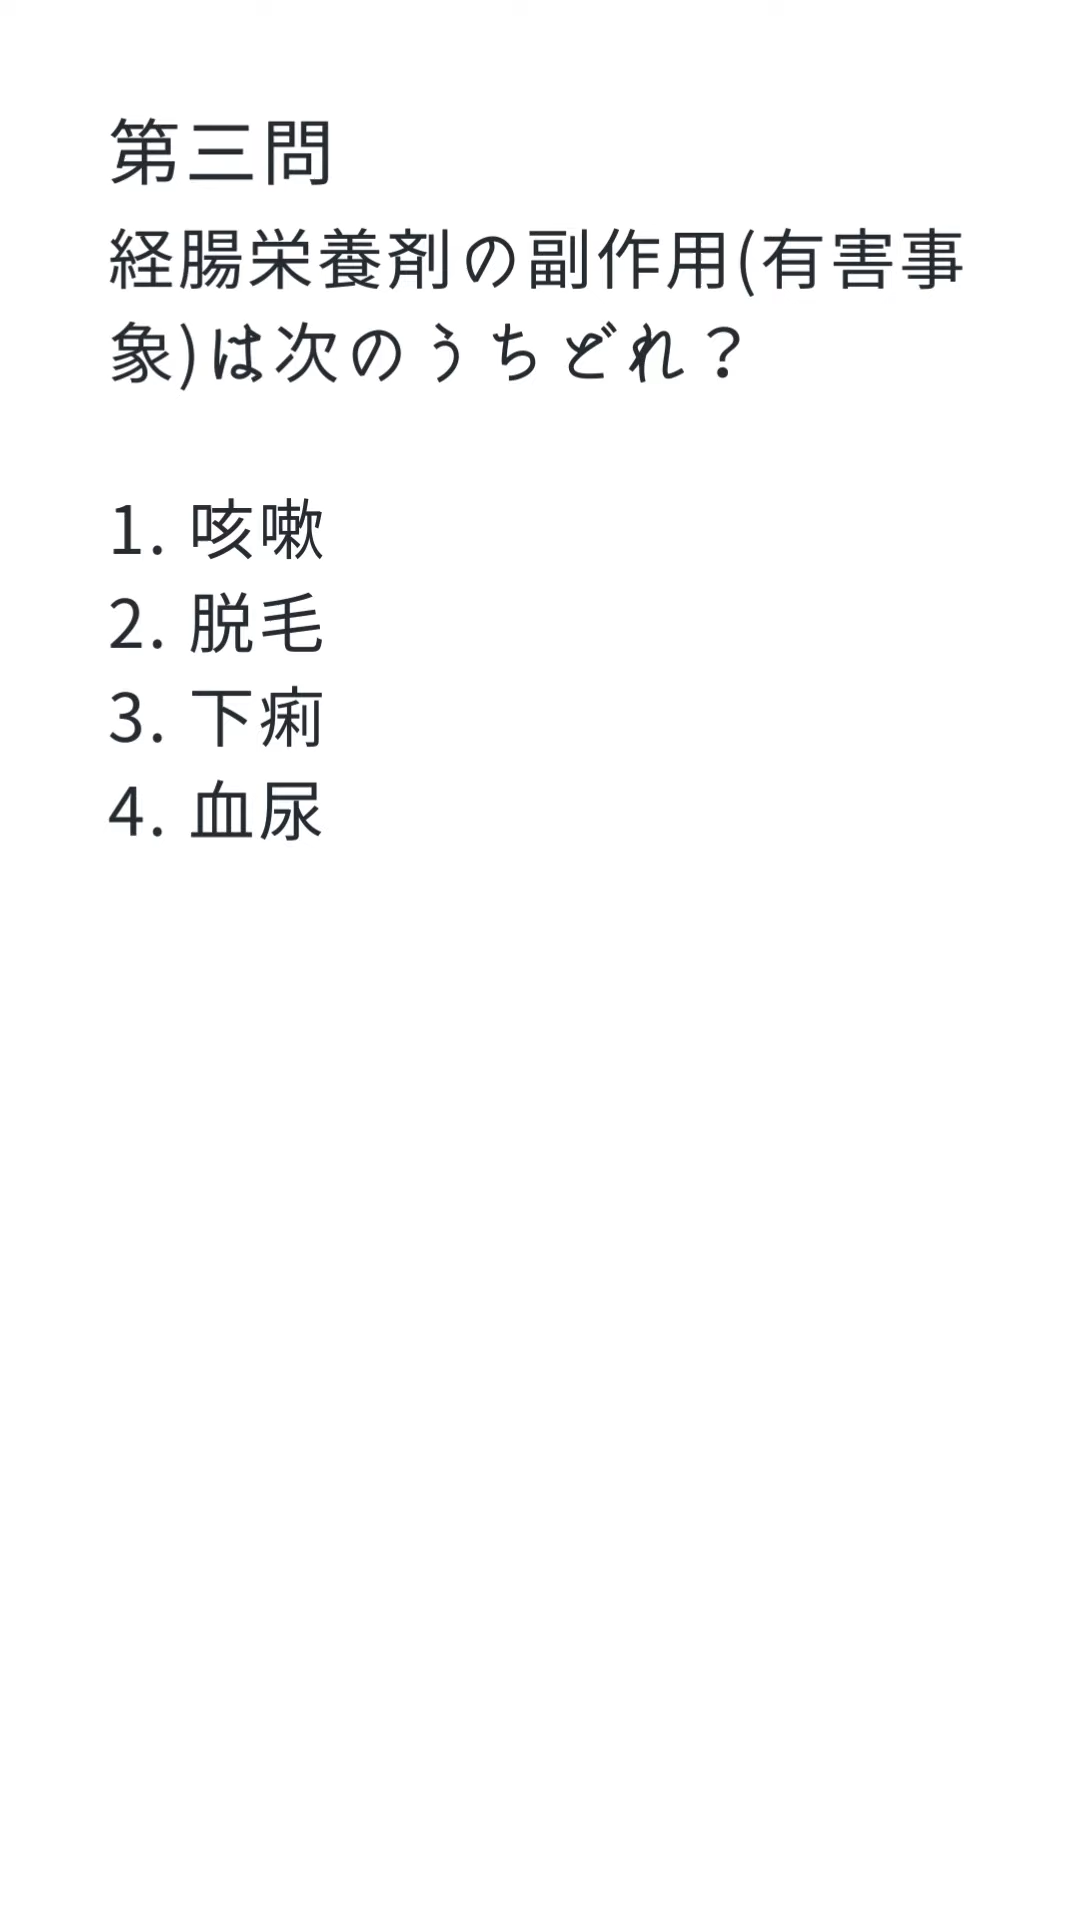 第三問
経腸栄養剤の副作用(有害事
象)は次のうちどれ？
1. 咳嗽
2. 脱毛
3. 下痢
4. 血尿